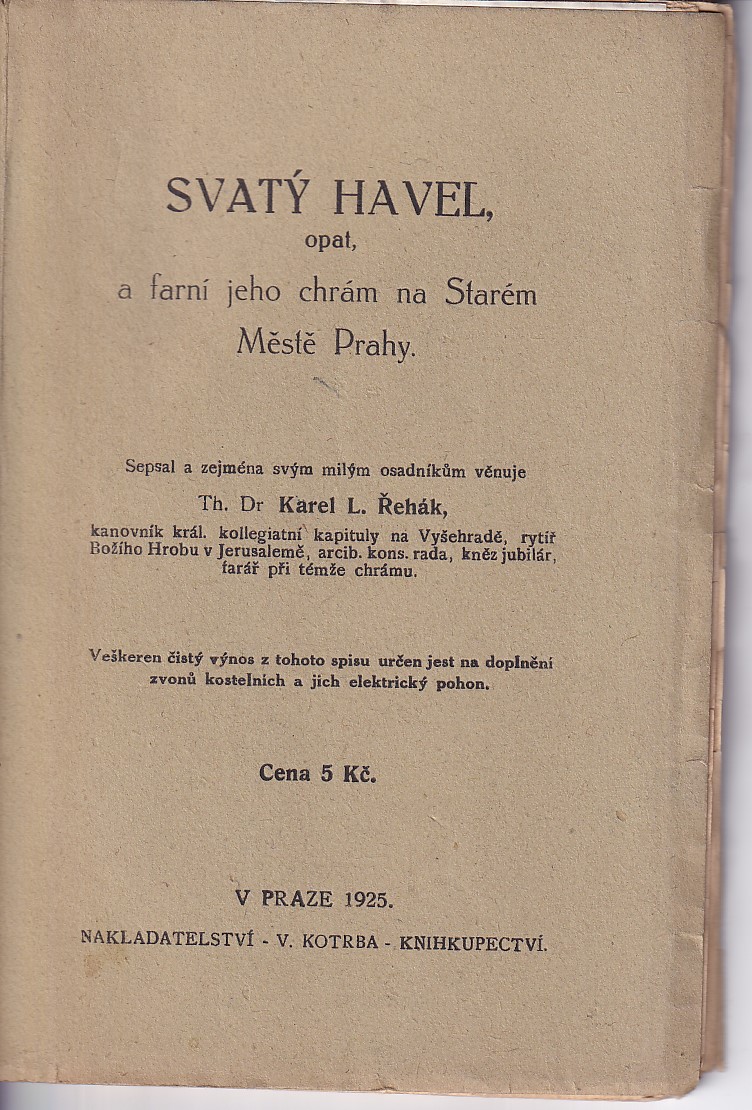 SVATÝ HAVEL,
opat,
a farní jeho chrám na Starém
Městě Prahy.
Sepsal a zejména svým milým osadníkům věnuje
Th. Dr Karel L. Řehák,
kanovník král. kollegiatní kapituly na Vyšehradě, rytíř
Božího Hrobu v Jerusalemě, arcib. kons. rada, kněz jubilár,
farář při témže chrámu.
Veškeren čistý výnos z tohoto spisu určen jest na doplnění
zvonů kostelních a jich elektrický pohon.
Cena 5 Kč.
V PRAZE 1925.
NAKLADATELSTVÍ - V. KOTRBA - KNIHKUPECTVÍ.